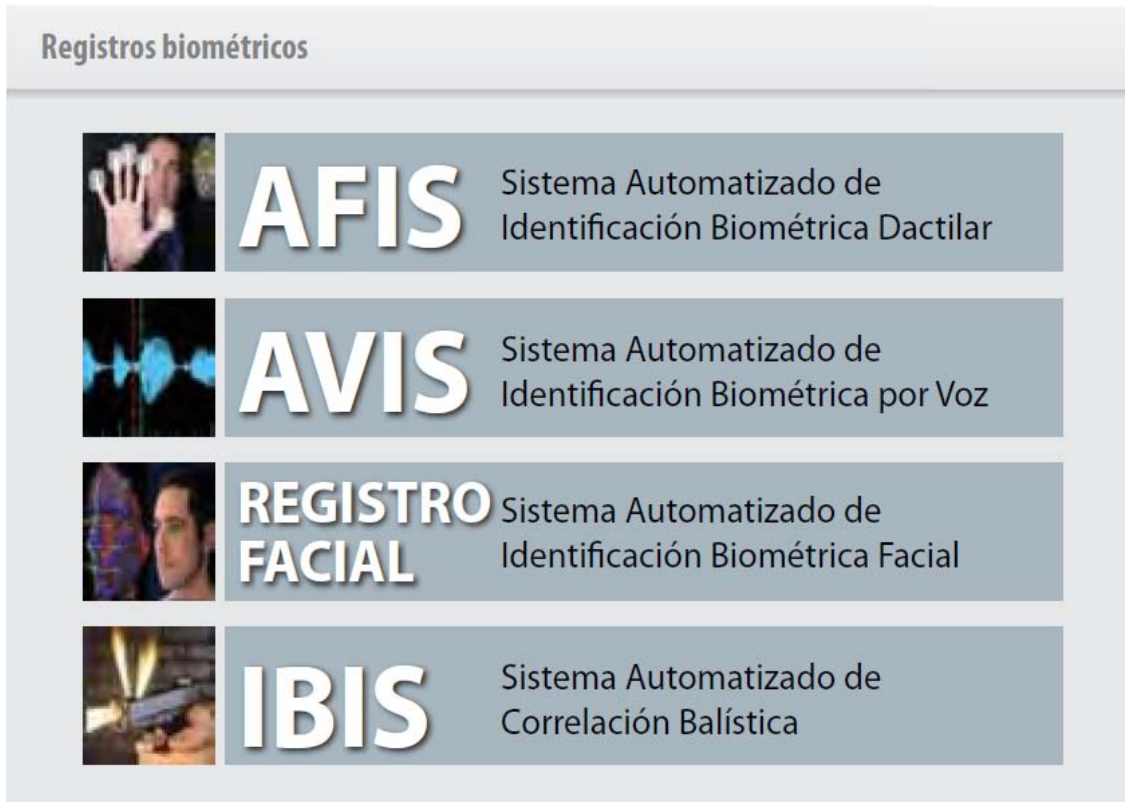 Registros biométricos
AFIS
Sistema Automatizado de
Identificación Biométrica Dactilar
AVIS
Sistema Automatizado de
Identificación Biométrica por Voz
REGISTRO
FACIAL
Sistema Automatizado de
Identificación Biométrica Facial
IBIS
Sistema Automatizado de
Correlación Balística